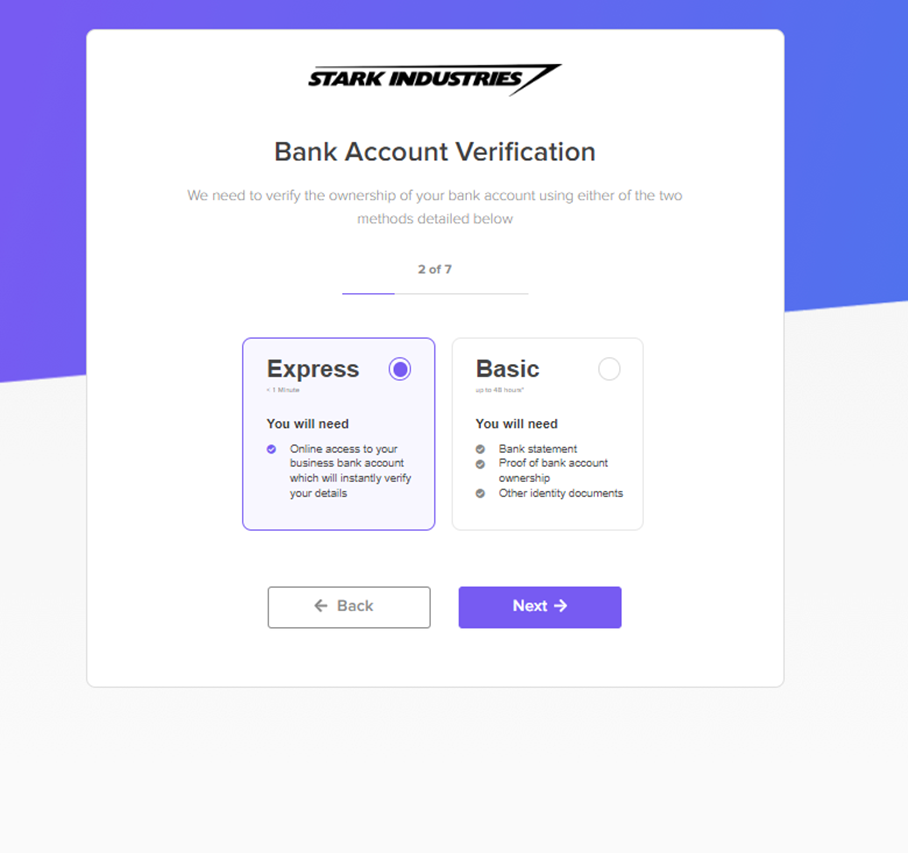 STARK INDUSTRIES
Bank Account Verification
We need to verify the ownership of your bank account using either of the two
methods detailed below
2 of 7
Express
< 1 Minute
You will need
Online access to your
business bank account
which will instantly verify
your details
Basic
up to 48 hours*
You will need
Bank statement
Proof of bank account
ownership
Other identity documents
← Back
Next →